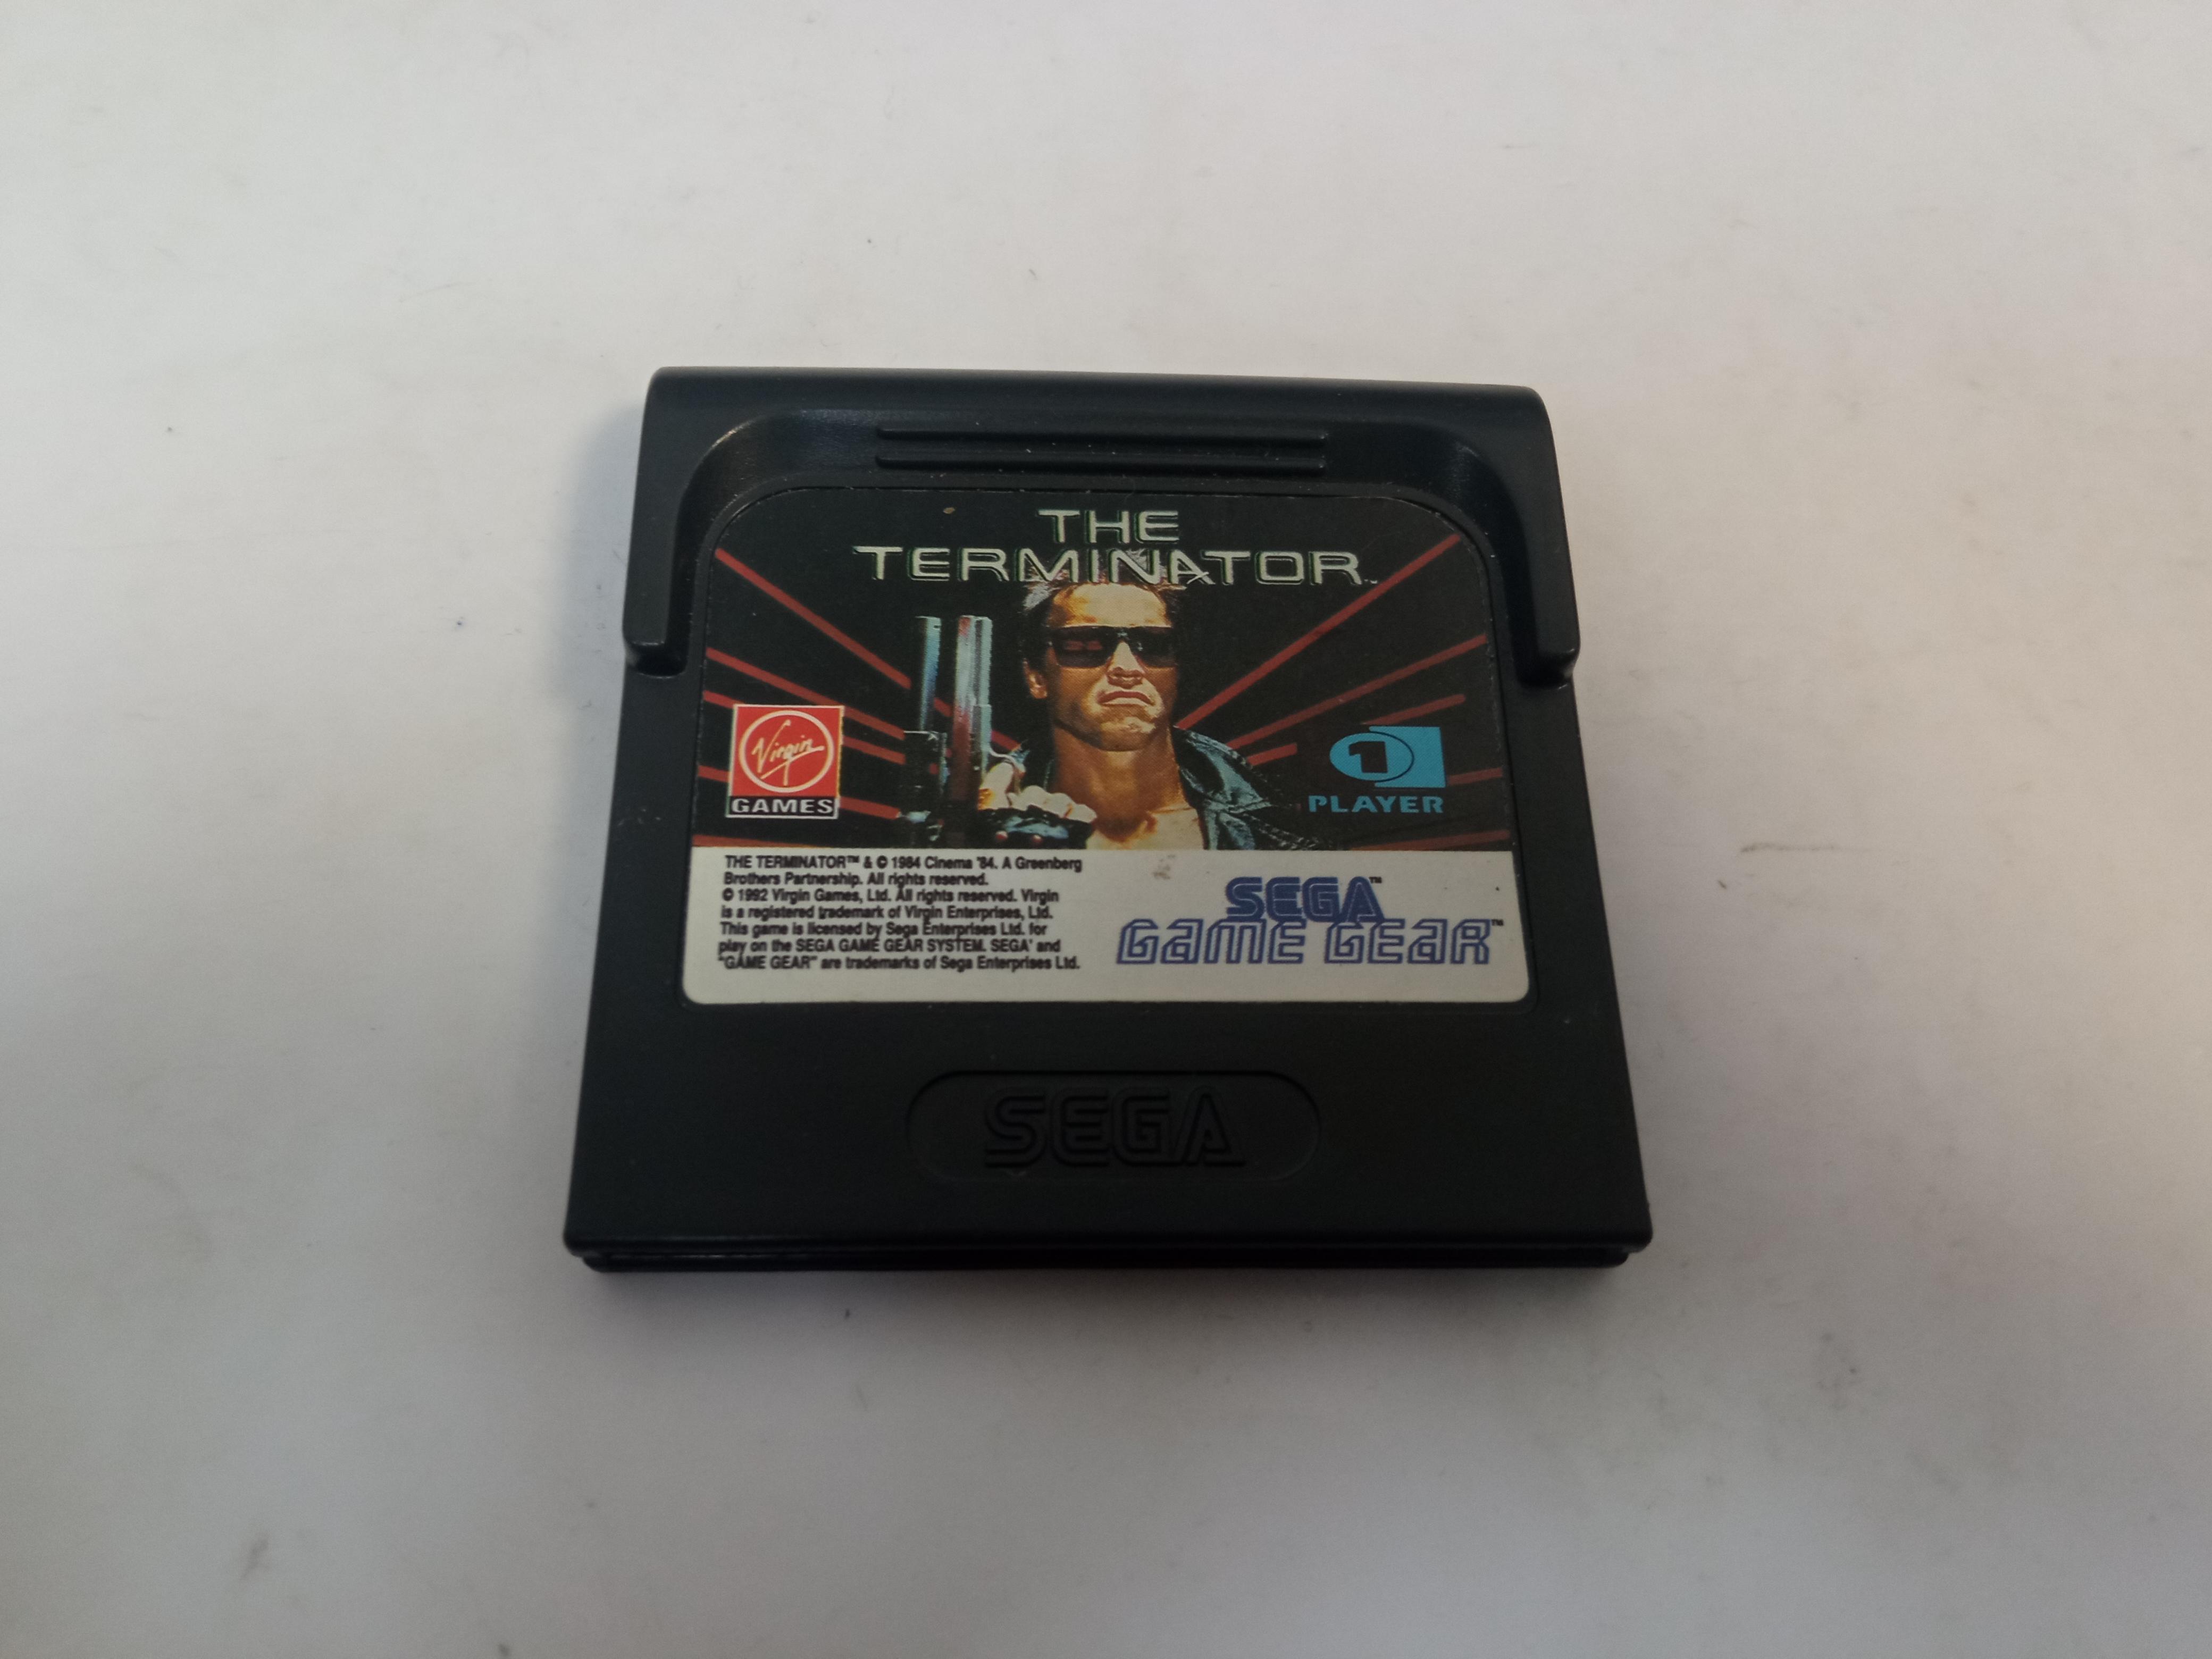 THE
TERMINATOR™
Virgin
GAMES
1
PLAYER
THE TERMINATOR™ & © 1984 Cinema '84. A Greenberg
Brothers Partnership. All rights reserved.
© 1992 Virgin Games, Ltd. All rights reserved. Virgin
is a registered trademark of Virgin Enterprises, Ltd.
This game is licensed by Sega Enterprises Ltd. for
play on the SEGA GAME GEAR SYSTEM. SEGA' and
"GAME GEAR" are trademarks of Sega Enterprises Ltd.
SEGA™
GAME GEAR™
SEGA